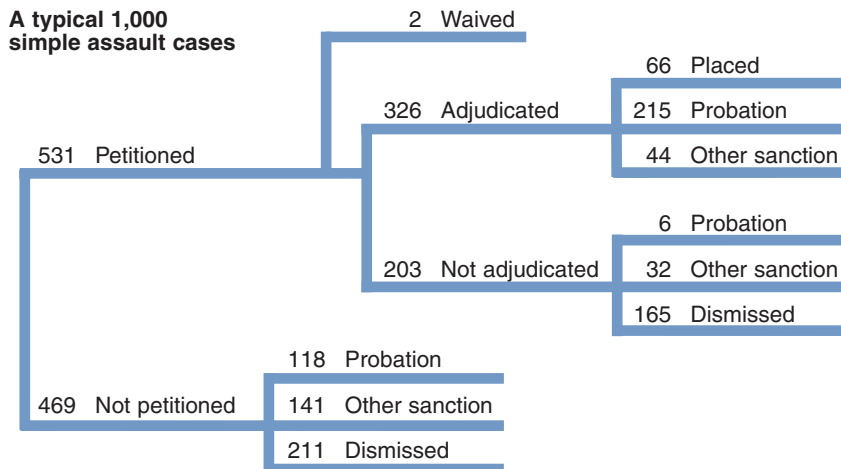 A typical 1,000
simple assault cases
2 Waived
66 Placed
326 Adjudicated
215 Probation
531 Petitioned
44 Other sanction
6 Probation
203 Not adjudicated
32 Other sanction
165 Dismissed
118 Probation
469 Not petitioned
141 Other sanction
211 Dismissed